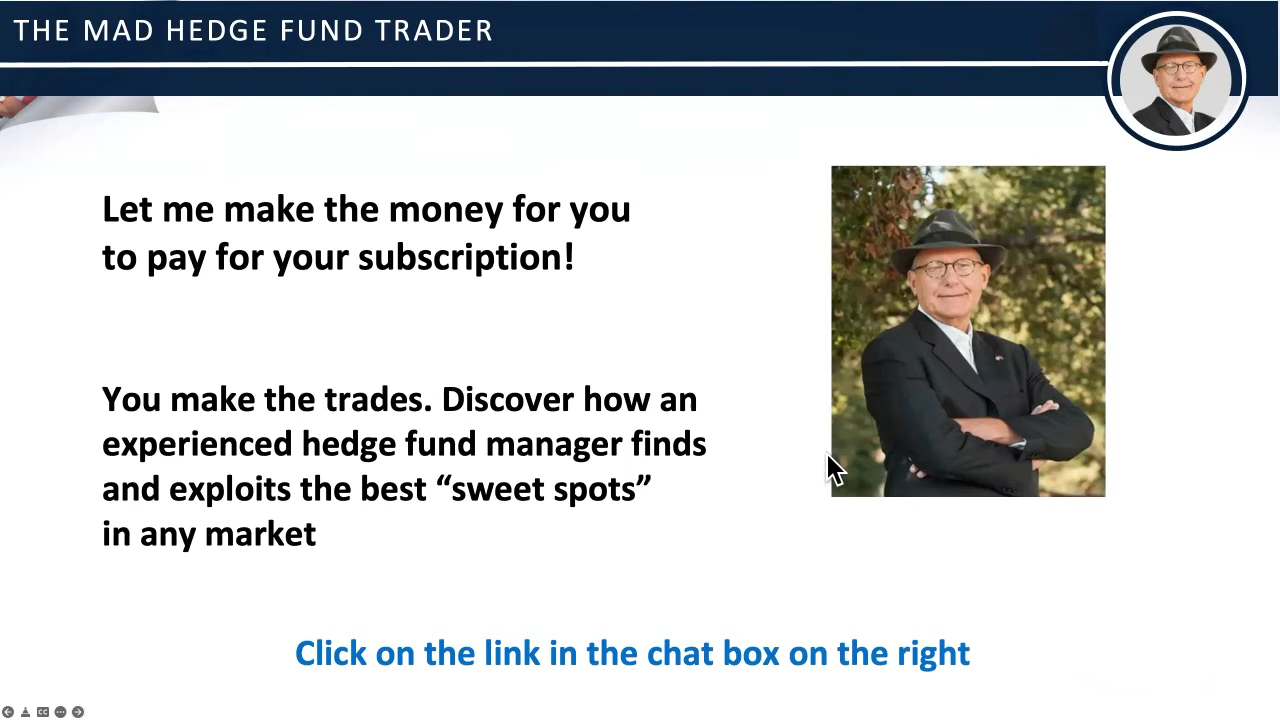 THE MAD HEDGE FUND TRADER
Let me make the money for you
to pay for your subscription!
You make the trades. Discover how an
experienced hedge fund manager finds
and exploits the best “sweet spots”
in any market
Click on the link in the chat box on the right
CC